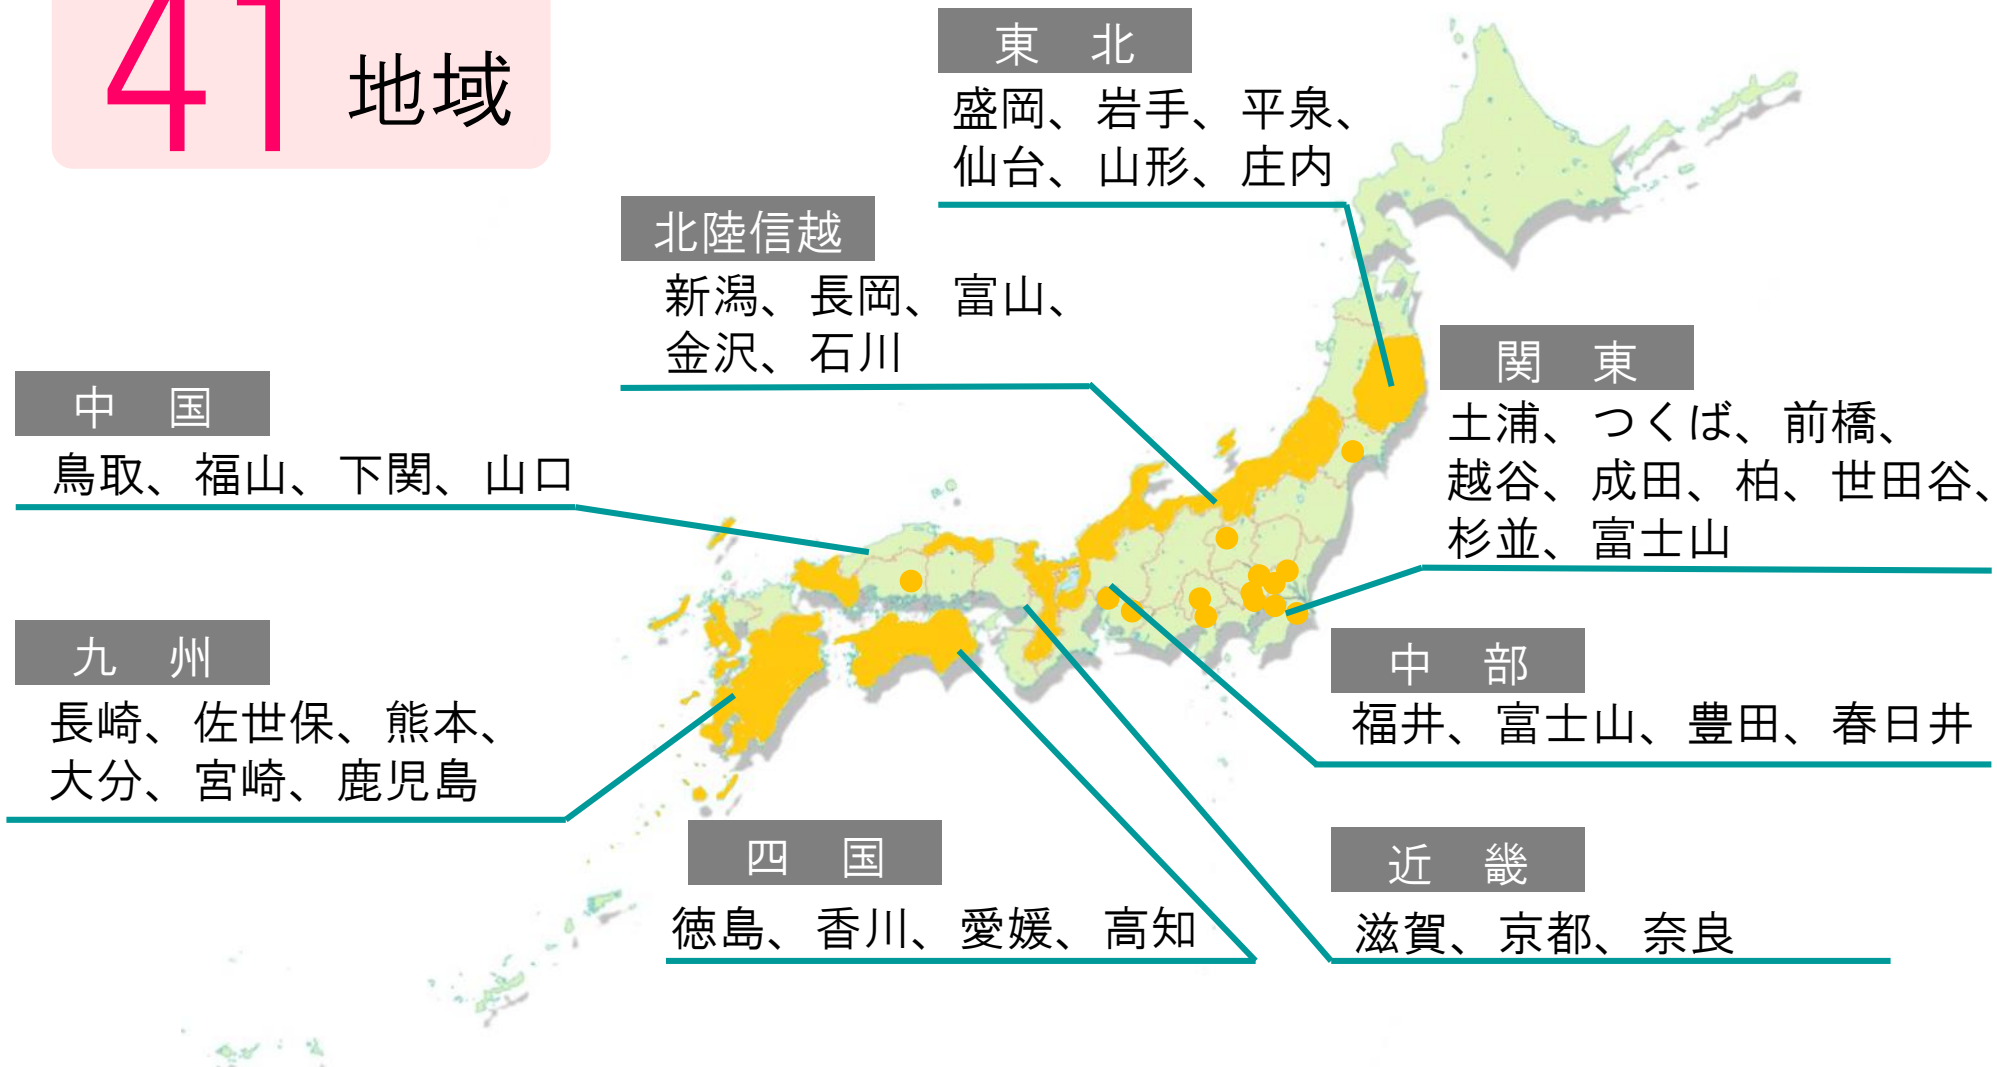 41 地域
東 北
盛岡、岩手、平泉、
仙台、山形、庄内
北陸信越
新潟、長岡、富山、
金沢、石川
関 東
土浦、つくば、前橋、
越谷、成田、柏、世田谷、
杉並、富士山
中 国
鳥取、福山、下関、山口
九 州
長崎、佐世保、熊本、
大分、宮崎、鹿児島
中 部
福井、富士山、豊田、春日井
四 国
徳島、香川、愛媛、高知
近 畿
滋賀、京都、奈良